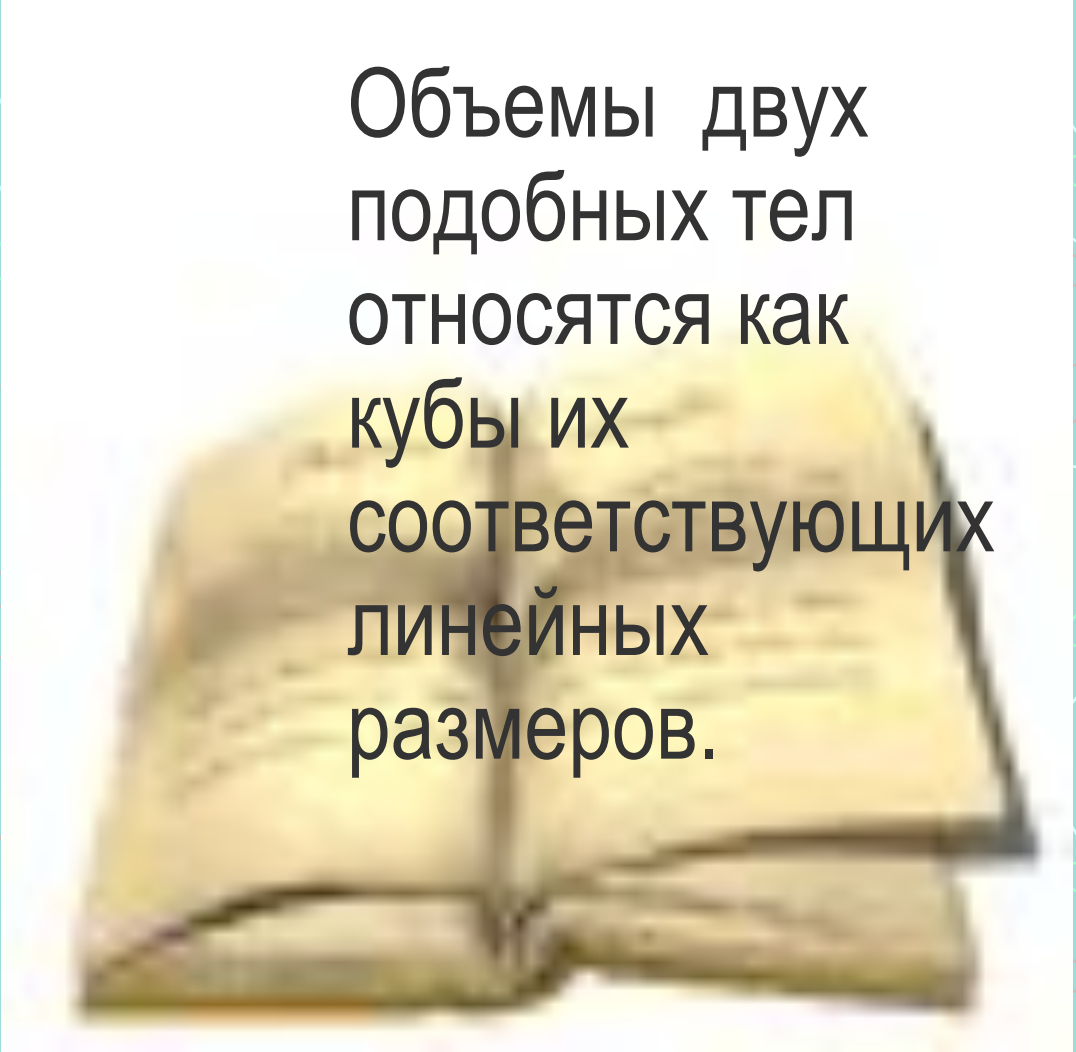 Объемы двух
подобных тел
относятся как
кубы их
соответствующих
линейных
размеров.